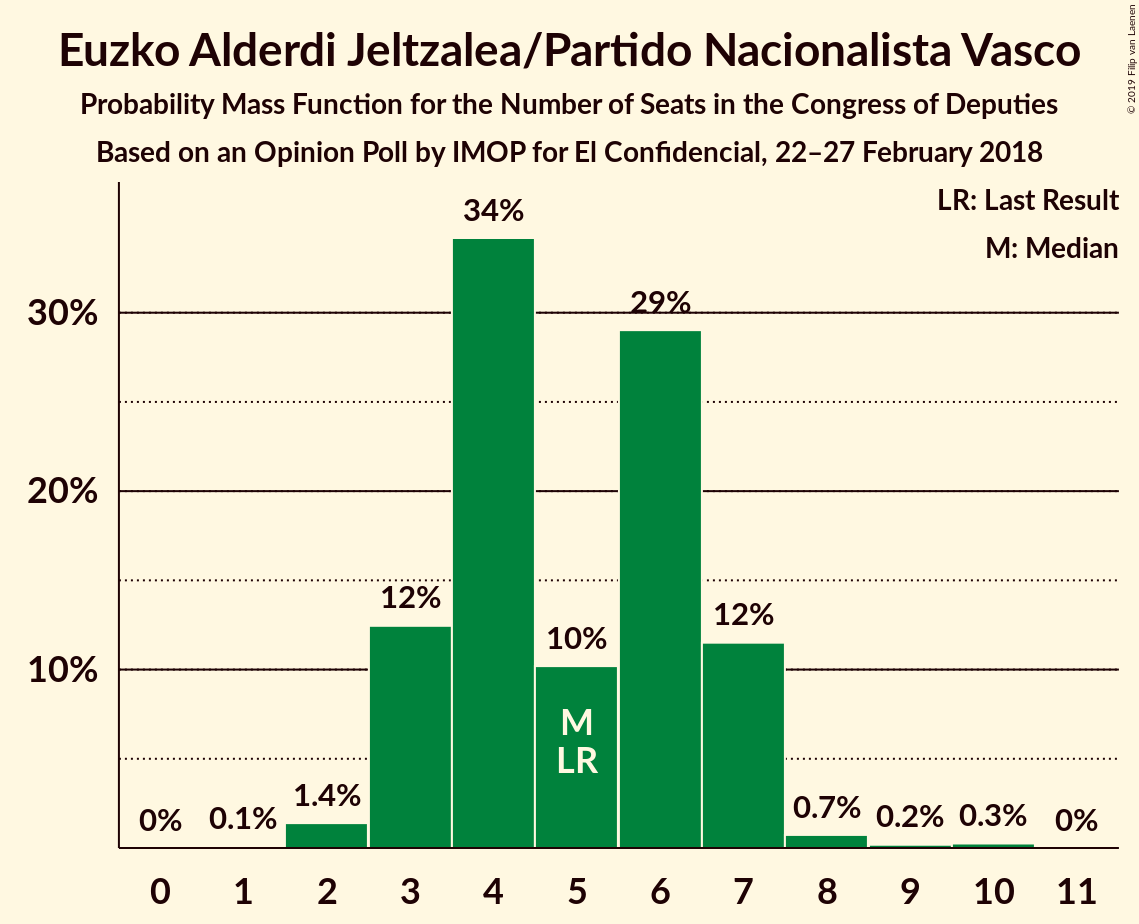 Euzko Alderdi Jeltzalea/Partido Nacionalista Vasco
Probability Mass Function for the Number of Seats in the Congress of Deputies
Based on an Opinion Poll by IMOP for El Confidencial, 22–27 February 2018
© 2019 Filip van Laenen
LR: Last Result
M: Median
34%
30%
29%
20%
12%
12%
10%
10%
M
LR
0%
0.1%
1.4%
0.7%
0.2%
0.3%
0%
0 1 2 3 4 5 6 7 8 9 10 11